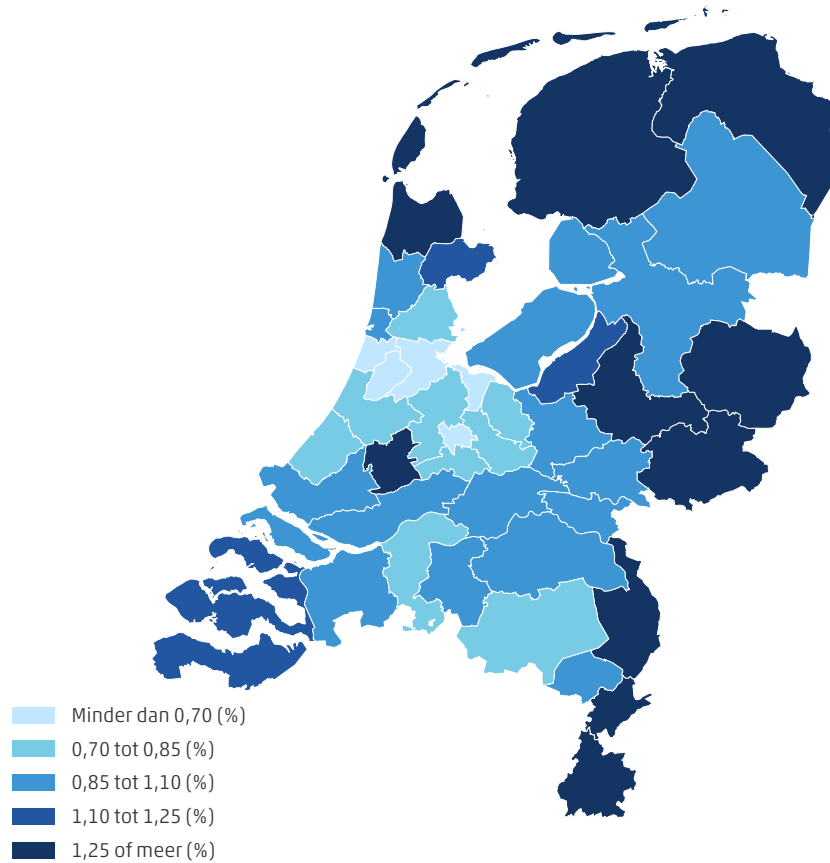 Minder dan 0,70 (%)
0,70 tot 0,85 (%)
0,85 tot 1,10 (%)
1,10 tot 1,25 (%)
1,25 of meer (%)